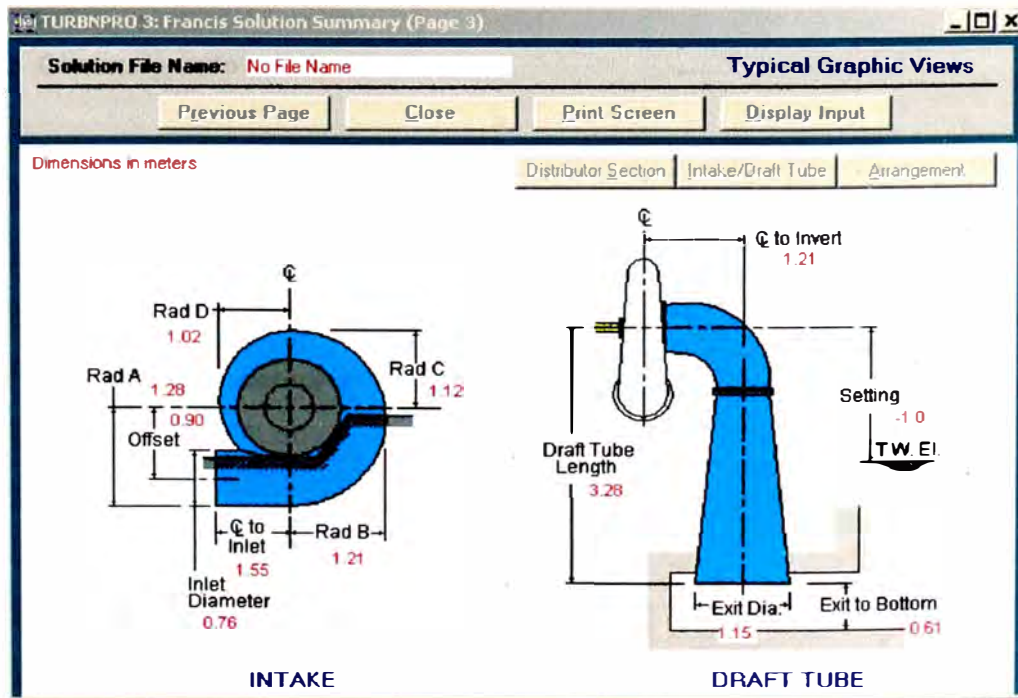 TURBNPRO 3: Francis Solution Summary (Page 3)
Solution File Name: No File Name
Typical Graphic Views
Previous Page
Close
Print Screen
Display Input
Dimensions in meters
Distributor Section
Intake/Draft Tube
Arrangement
℄
Rad D
1.02
Rad A
1.28
0.90
Offset
Rad C
1.12
℄ to
Inlet
1.55
Rad B
1.21
Inlet
Diameter
0.76
INTAKE
℄
℄ to Invert
1.21
Setting
-1.0
T.W. El.
Draft Tube
Length
3.28
Exit Dia:
1.15
Exit to Bottom
0.61
DRAFT TUBE